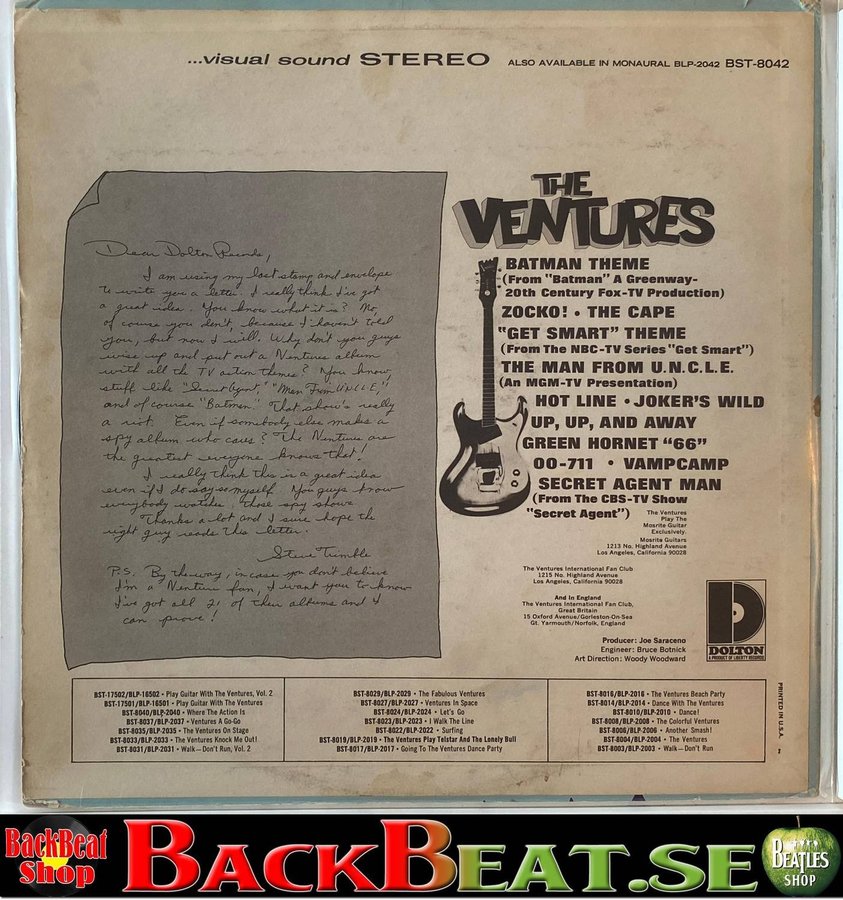 ...visual sound STEREO ALSO AVAILABLE IN MONAURAL BLP-2042 BST-8042
Dear Dolton Records,
I am using my last stamp and envelope
to write you a letter. I really think I've got
a great idea. You know what it is? No,
of course you don't, because I haven't told
you, but now I will. Why don't you guys
wise up and put out a Ventures album
with all the TV action themes? You know
stuff like "Secret Agent," "Man From U.N.C.L.E.,"
and of course "Batman." That show's really
a riot. Even if somebody else makes a
spy album who cares? The Ventures are
the greatest everyone knows that!
I really think this is a great idea
even if I do say so myself. You guys know
everybody watches those spy shows.
Thanks a lot and I sure hope the
right guy reads this letter.
Steve Trimble
P.S. By the way, in case you don't believe
I'm a Venture fan, I want you to know
I've got all 21 of their albums and I
can prove!
THE
VENTURES
BATMAN THEME
(From "Batman" A Greenway-
20th Century Fox-TV Production)
ZOCKO! • THE CAPE
"GET SMART" THEME
(From The NBC-TV Series "Get Smart")
THE MAN FROM U.N.C.L.E.
(An MGM-TV Presentation)
HOT LINE • JOKER'S WILD
UP, UP, AND AWAY
GREEN HORNET "66"
00-711 • VAMPCAMP
SECRET AGENT MAN
(From The CBS-TV Show
"Secret Agent")
The Ventures
Play The
Mosrite Guitar
Exclusively.
Mosrite Guitars
1213 No. Highland Avenue
Los Angeles, California 90028
The Ventures International Fan Club
1215 No. Highland Avenue
Los Angeles, California 90028
And in England
The Ventures International Fan Club,
Great Britain
15 Oxford Avenue/Gorleston-On-Sea
Gt. Yarmouth/Norfolk, England
Producer: Joe Saraceno
Engineer: Bruce Botnick
Art Direction: Woody Woodward
DOLTON
A PRODUCT OF LIBERTY RECORDS
BST-17502/BLP-16502 • Play Guitar With The Ventures, Vol. 2
BST-17501/BLP-16501 • Play Guitar With The Ventures
BST-8040/BLP-2040 • Where The Action Is
BST-8037/BLP-2037 • Ventures A Go-Go
BST-8035/BLP-2035 • The Ventures On Stage
BST-8033/BLP-2033 • The Ventures Knock Me Out!
BST-8031/BLP-2031 • Walk—Don't Run, Vol. 2
BST-8029/BLP-2029 • The Fabulous Ventures
BST-8027/BLP-2027 • Ventures In Space
BST-8024/BLP-2024 • Let's Go
BST-8023/BLP-2023 • I Walk The Line
BST-8022/BLP-2022 • Surfing
BST-8019/BLP-2019 • The Ventures Play Telstar And The Lonely Bull
BST-8017/BLP-2017 • Going To The Ventures Dance Party
BST-8016/BLP-2016 • The Ventures Beach Party
BST-8014/BLP-2014 • Dance With The Ventures
BST-8010/BLP-2010 • Dance!
BST-8008/BLP-2008 • The Colorful Ventures
BST-8006/BLP-2006 • Another Smash!
BST-8004/BLP-2004 • The Ventures
BST-8003/BLP-2003 • Walk—Don't Run
PRINTED IN U.S.A.
1
BackBeat
Shop
BACKBEAT.SE
BEATLES
SHOP